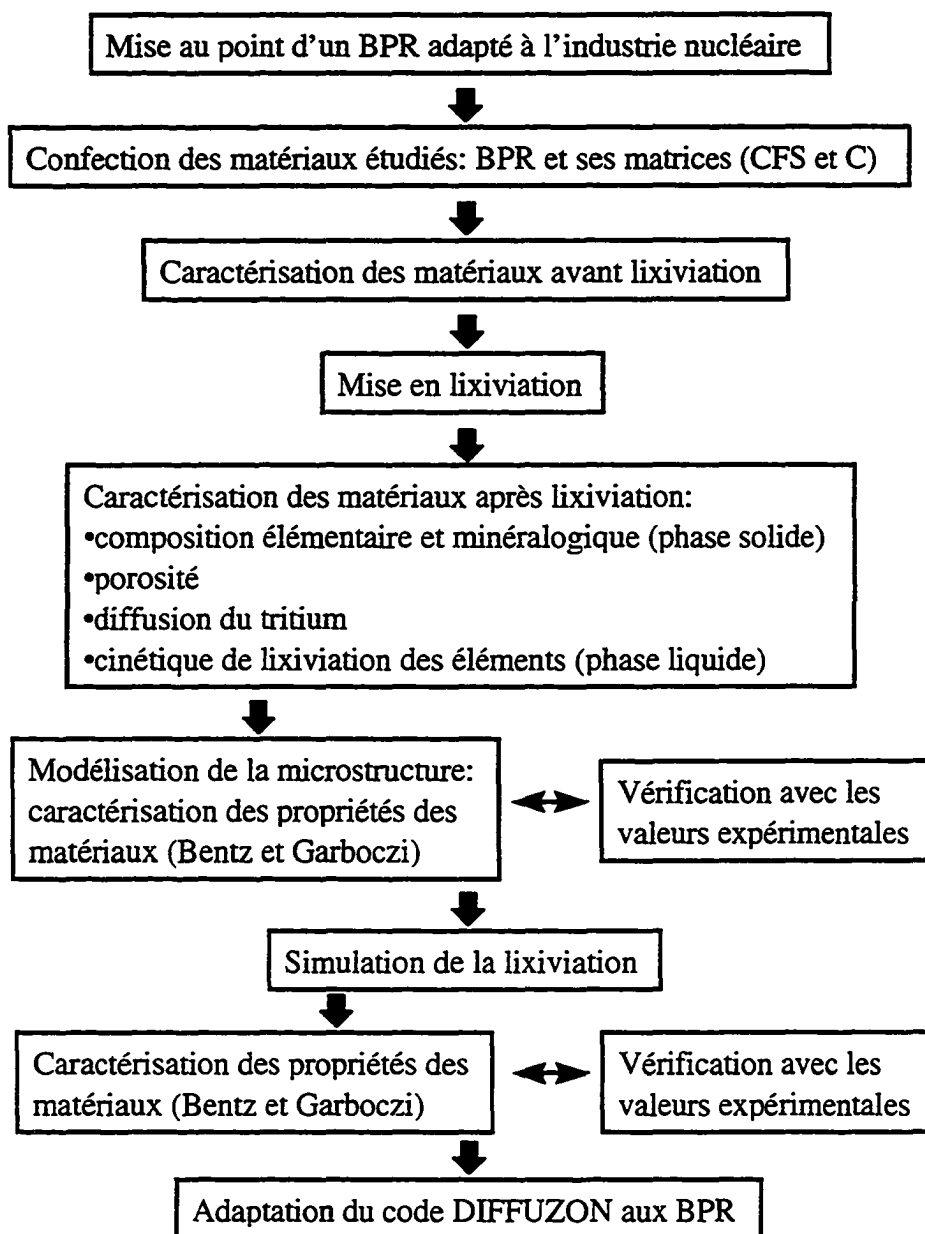 Mise au point d'un BPR adapté à l'industrie nucléaire
Confection des matériaux étudiés: BPR et ses matrices (CFS et C)
Caractérisation des matériaux avant lixiviation
Mise en lixiviation
Caractérisation des matériaux après lixiviation:
•composition élémentaire et minéralogique (phase solide)
•porosité
•diffusion du tritium
•cinétique de lixiviation des éléments (phase liquide)
Modélisation de la microstructure:
caractérisation des propriétés des
matériaux (Bentz et Garboczi)
Vérification avec les
valeurs expérimentales
Simulation de la lixiviation
Caractérisation des propriétés des
matériaux (Bentz et Garboczi)
Vérification avec les
valeurs expérimentales
Adaptation du code DIFFUZON aux BPR